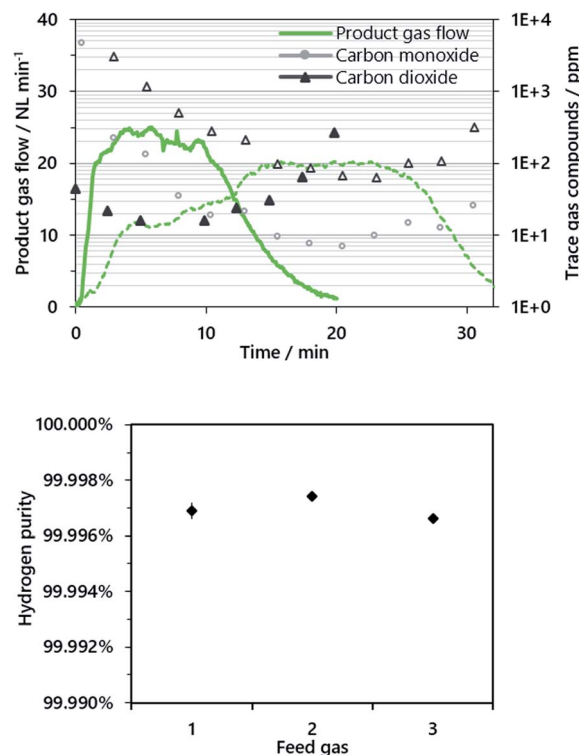 Product gas flow / NL min⁻¹
40
30
20
10
0
Product gas flow
Carbon monoxide
Carbon dioxide
1E+4
1E+3
1E+2
1E+1
1E+0
Trace gas compounds / ppm
0 10 20 30
Time / min
Hydrogen purity
100.000%
99.998%
99.996%
99.994%
99.992%
99.990%
1 2 3
Feed gas